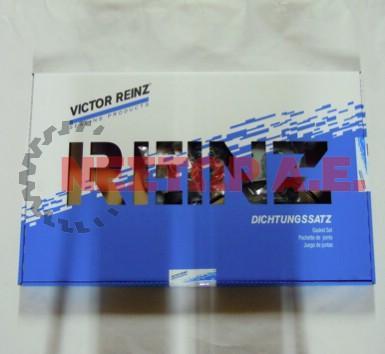 VICTOR REINZ
REINZ
DICHTUNGSSATZ
Gasket Set
Pochette de joints
Juego de juntas